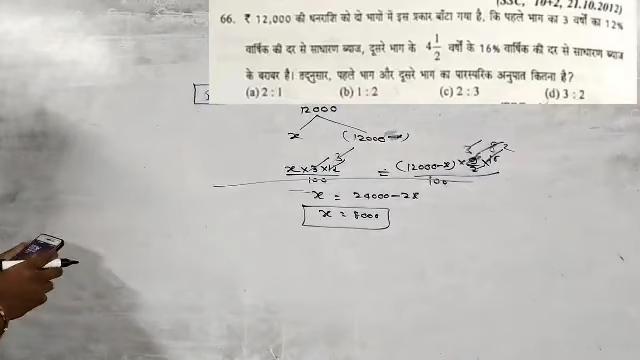 (SSC, 10+2, 21.10.2012)
66. ₹ 12,000 की धनराशि को दो भागों में इस प्रकार बाँटा गया है, कि पहले भाग का 3 वर्षों का 12%
वार्षिक की दर से साधारण ब्याज, दूसरे भाग के 4 1/2 वर्षों के 16% वार्षिक की दर से साधारण ब्याज
के बराबर है। तद्नुसार, पहले भाग और दूसरे भाग का पारस्परिक अनुपात कितना है?
(a) 2 : 1 (b) 1 : 2 (c) 2 : 3 (d) 3 : 2
12000
x (12000-x)
x × 3 × 12 / 100 = (12000-x) × 9/2 × 16 / 100
x = 24000-2x
x = 8000